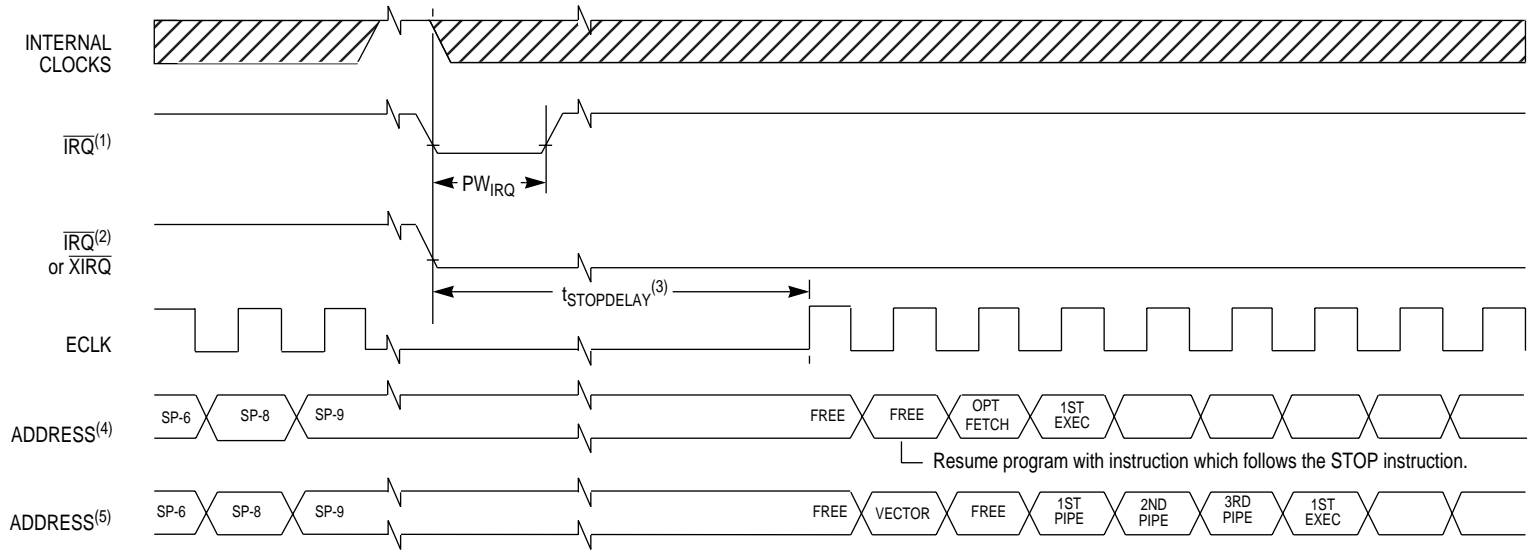 INTERNAL
CLOCKS
IRQ(1)
PWIRQ
IRQ(2)
or XIRQ
tSTOPDELAY(3)
ECLK
ADDRESS(4)
SP-6 SP-8 SP-9 FREE FREE OPT FETCH 1ST EXEC
Resume program with instruction which follows the STOP instruction.
ADDRESS(5)
SP-6 SP-8 SP-9 FREE VECTOR FREE 1ST PIPE 2ND PIPE 3RD PIPE 1ST EXEC